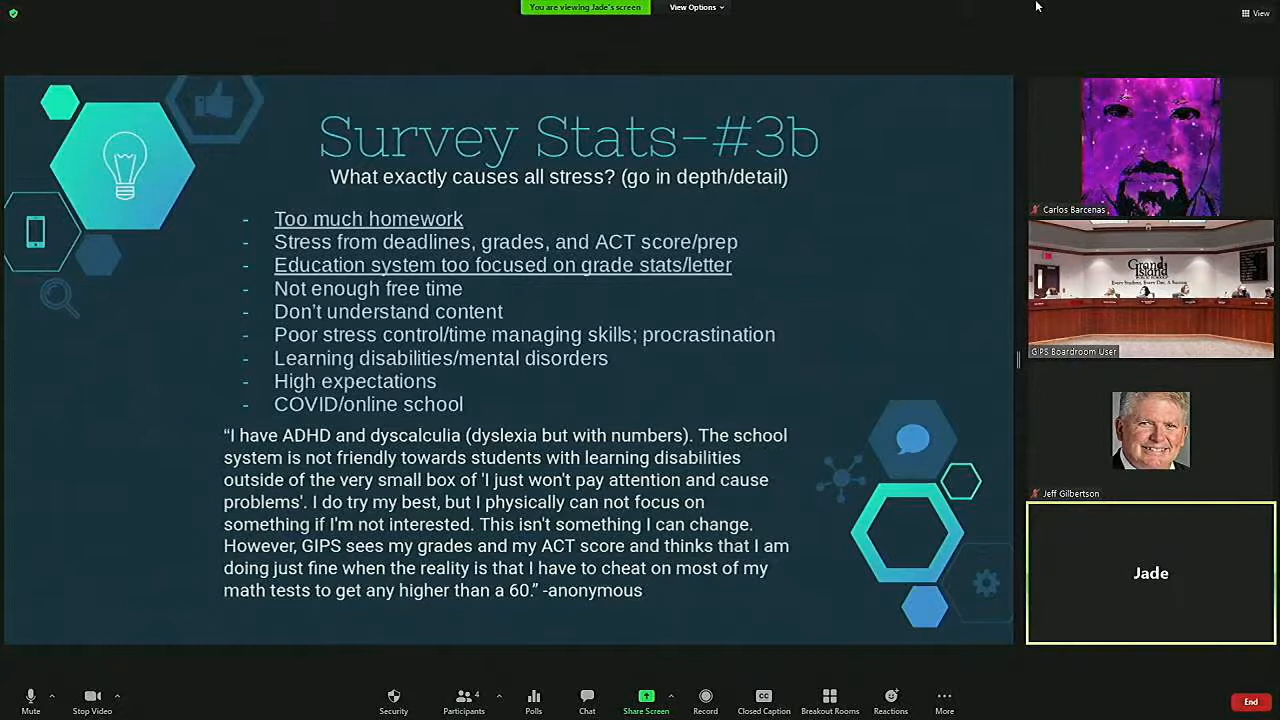 You are viewing Jade's screen
View Options
View
Survey Stats-#3b
What exactly causes all stress? (go in depth/detail)
- Too much homework
- Stress from deadlines, grades, and ACT score/prep
- Education system too focused on grade stats/letter
- Not enough free time
- Don't understand content
- Poor stress control/time managing skills; procrastination
- Learning disabilities/mental disorders
- High expectations
- COVID/online school
“I have ADHD and dyscalculia (dyslexia but with numbers). The school
system is not friendly towards students with learning disabilities
outside of the very small box of 'I just won't pay attention and cause
problems'. I do try my best, but I physically can not focus on
something if I'm not interested. This isn't something I can change.
However, GIPS sees my grades and my ACT score and thinks that I am
doing just fine when the reality is that I have to cheat on most of my
math tests to get any higher than a 60.” -anonymous
Carlos Barcenas
Grand
Island
Every Student, Every Day, A Success
GIPS Boardroom User
Jeff Gilbertson
Jade
Mute
Stop Video
Security
4
Participants
Polls
Chat
Share Screen
Record
CC
Closed Caption
Breakout Rooms
Reactions
More
End